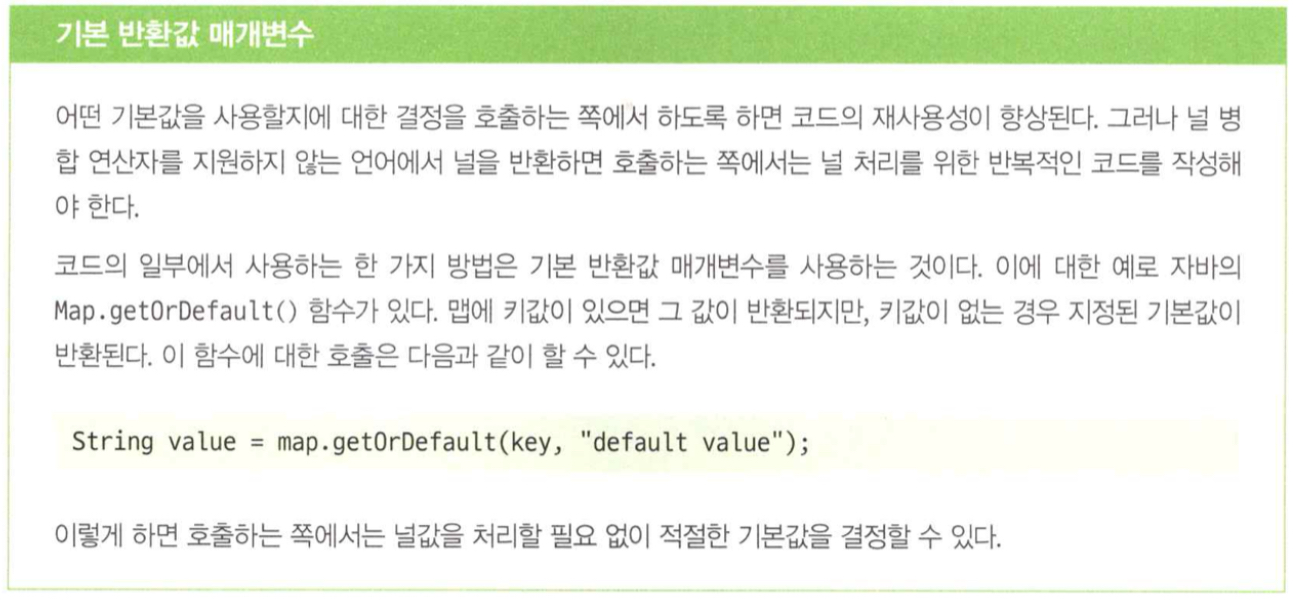 기본 반환값 매개변수
어떤 기본값을 사용할지에 대한 결정을 호출하는 쪽에서 하도록 하면 코드의 재사용성이 향상된다. 그러나 널 병
합 연산자를 지원하지 않는 언어에서 널을 반환하면 호출하는 쪽에서는 널 처리를 위한 반복적인 코드를 작성해
야 한다.
코드의 일부에서 사용하는 한 가지 방법은 기본 반환값 매개변수를 사용하는 것이다. 이에 대한 예로 자바의
Map.getOrDefault() 함수가 있다. 맵에 키값이 있으면 그 값이 반환되지만, 키값이 없는 경우 지정된 기본값이
반환된다. 이 함수에 대한 호출은 다음과 같이 할 수 있다.
String value = map.getOrDefault(key, "default value");
이렇게 하면 호출하는 쪽에서는 널값을 처리할 필요 없이 적절한 기본값을 결정할 수 있다.